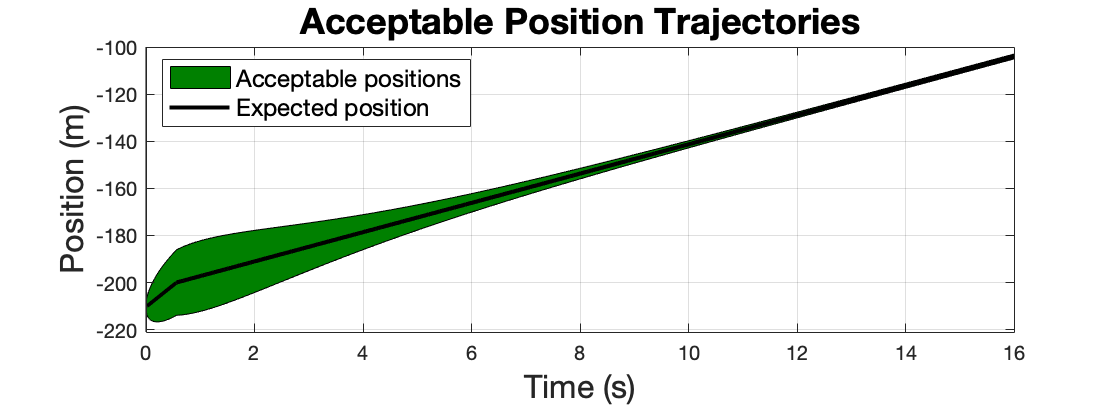 Acceptable Position Trajectories
Acceptable positions
Expected position
Position (m)
-100
-120
-140
-160
-180
-200
-220
0 2 4 6 8 10 12 14 16
Time (s)